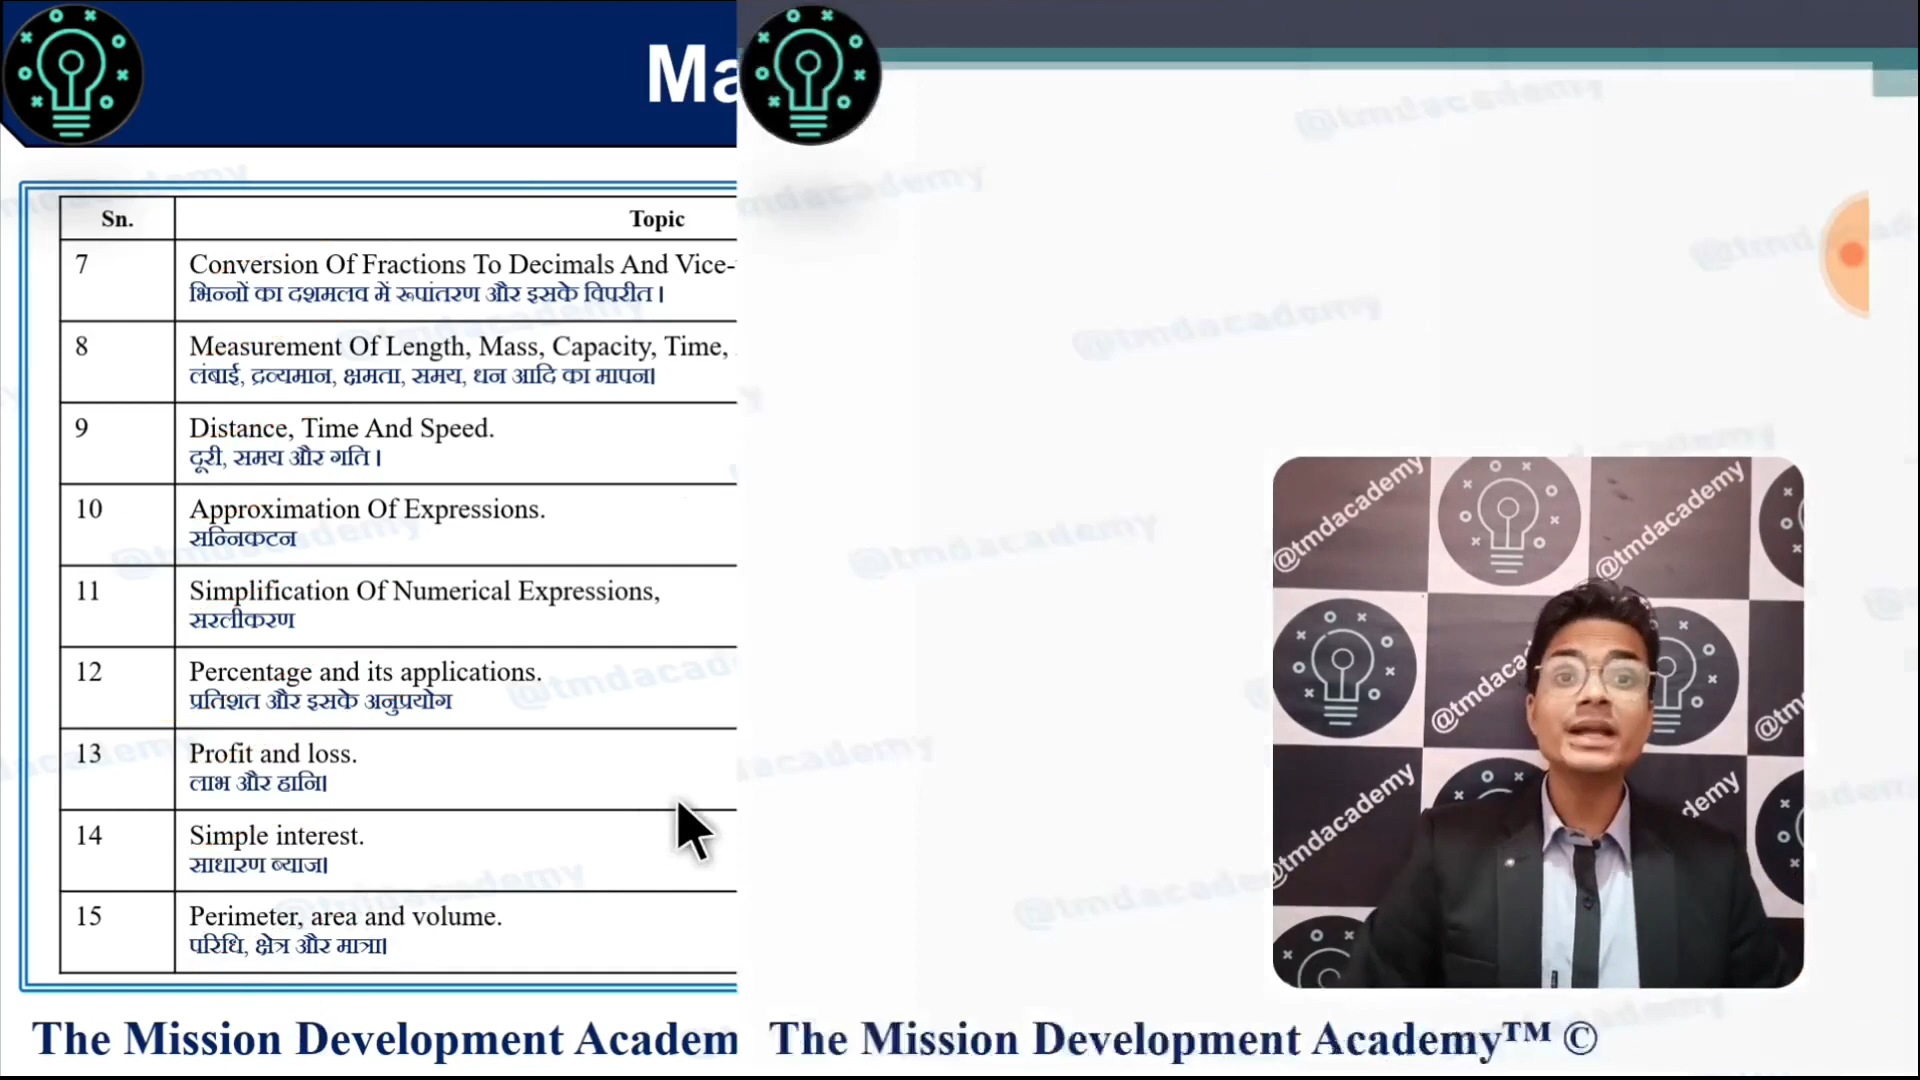 Ma
Sn.
Topic
7
Conversion Of Fractions To Decimals And Vice-
भिन्नों का दशमलव में रूपांतरण और इसके विपरीत।
8
Measurement Of Length, Mass, Capacity, Time,
लंबाई, द्रव्यमान, क्षमता, समय, धन आदि का मापन।
9
Distance, Time And Speed.
दूरी, समय और गति।
10
Approximation Of Expressions.
सन्निकटन
11
Simplification Of Numerical Expressions,
सरलीकरण
12
Percentage and its applications.
प्रतिशत और इसके अनुप्रयोग
13
Profit and loss.
लाभ और हानि।
14
Simple interest.
साधारण ब्याज।
15
Perimeter, area and volume.
परिधि, क्षेत्र और मात्रा।
@tmdacademy
@tmdacademy
@tmdacademy
@tmdacademy
@tmdacademy
The Mission Development Academ
The Mission Development Academy™ ©